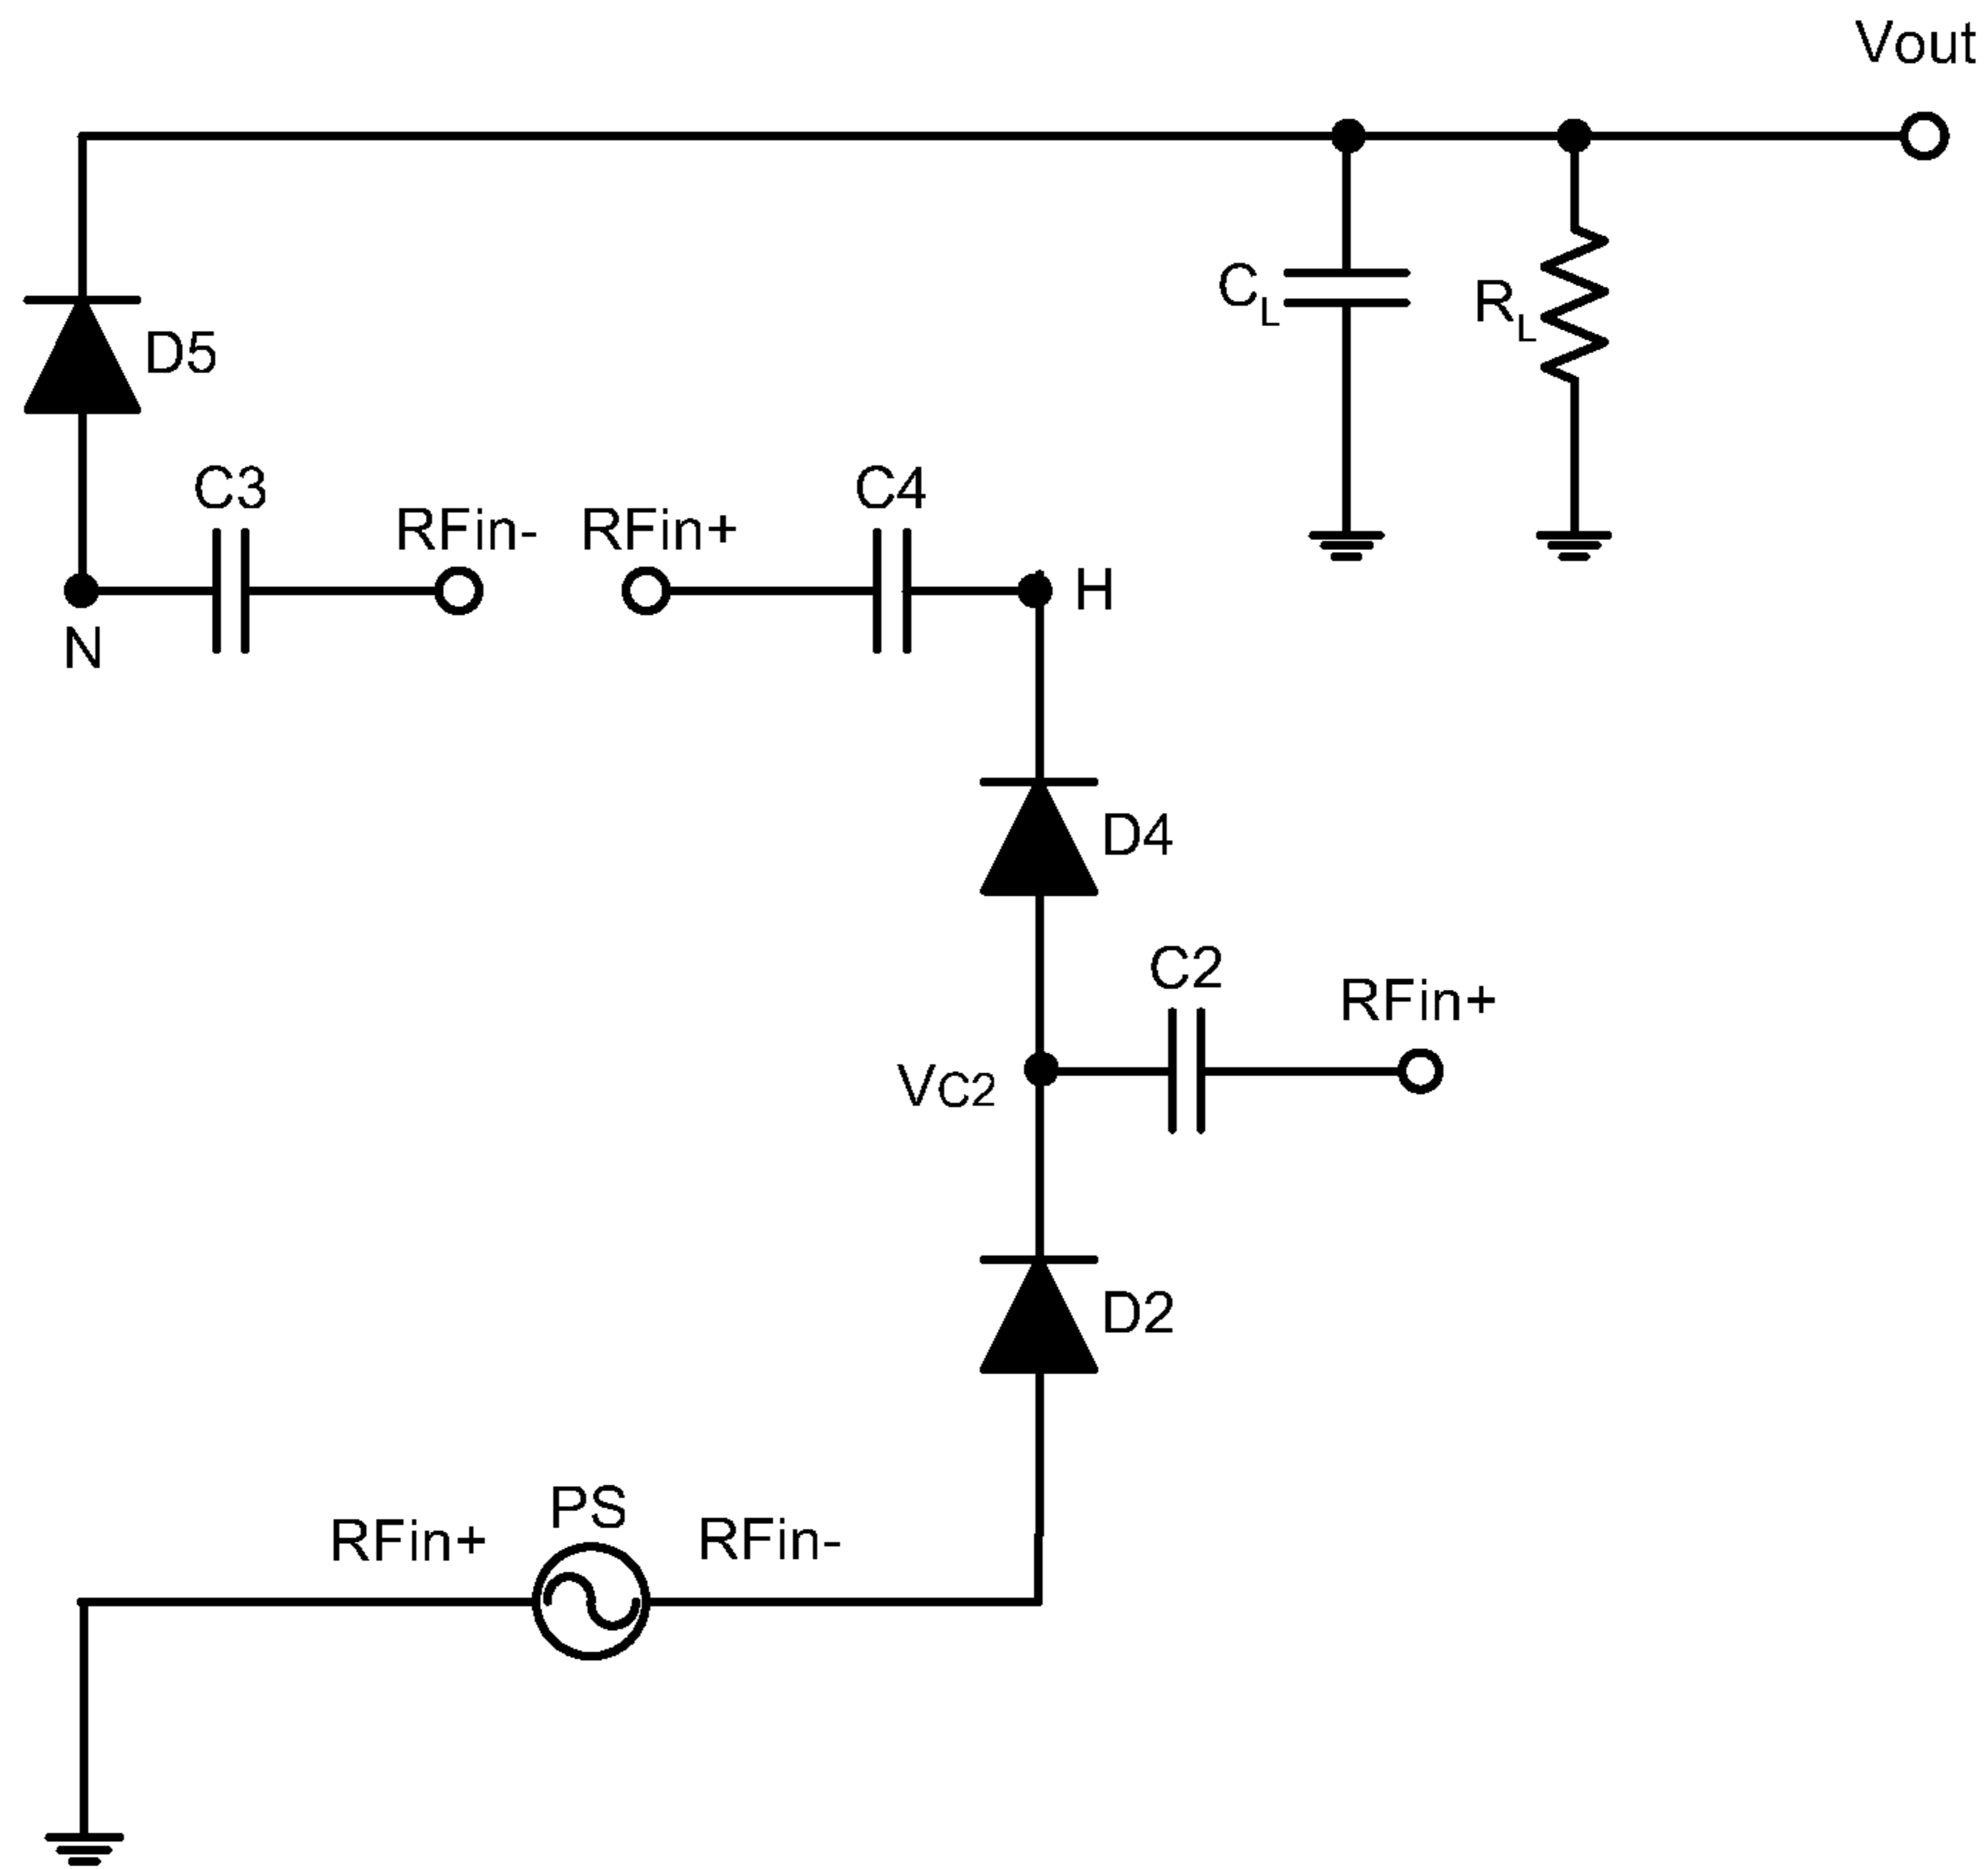 Vout
D5
CL
RL
C3
RFin-
RFin+
C4
H
N
D4
C2
RFin+
VC2
D2
PS
RFin+
RFin-